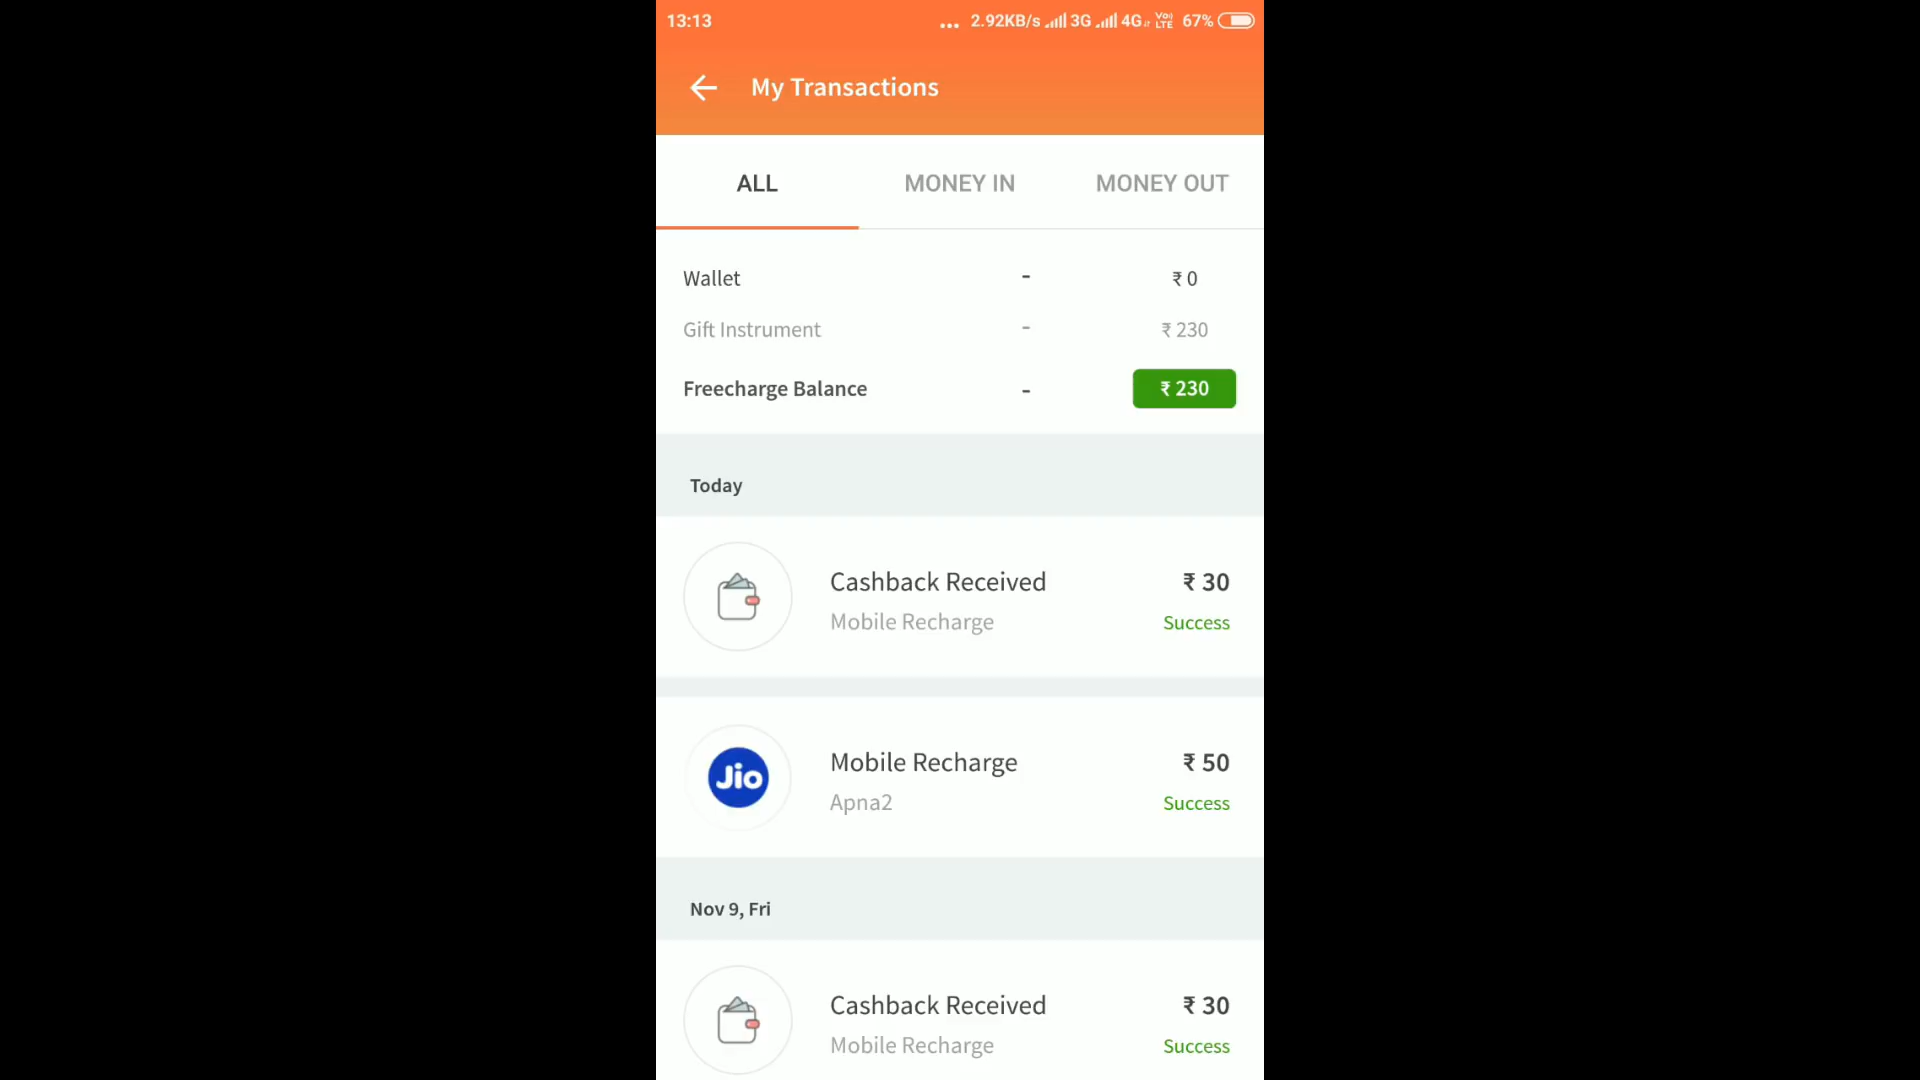 13:13 ... 2.92KB/s 3G 4G Vo LTE 67%
My Transactions
ALL MONEY IN MONEY OUT
Wallet - ₹ 0
Gift Instrument - ₹ 230
Freecharge Balance - ₹ 230
Today
Cashback Received ₹ 30
Mobile Recharge Success
Jio
Mobile Recharge ₹ 50
Apna2 Success
Nov 9, Fri
Cashback Received ₹ 30
Mobile Recharge Success